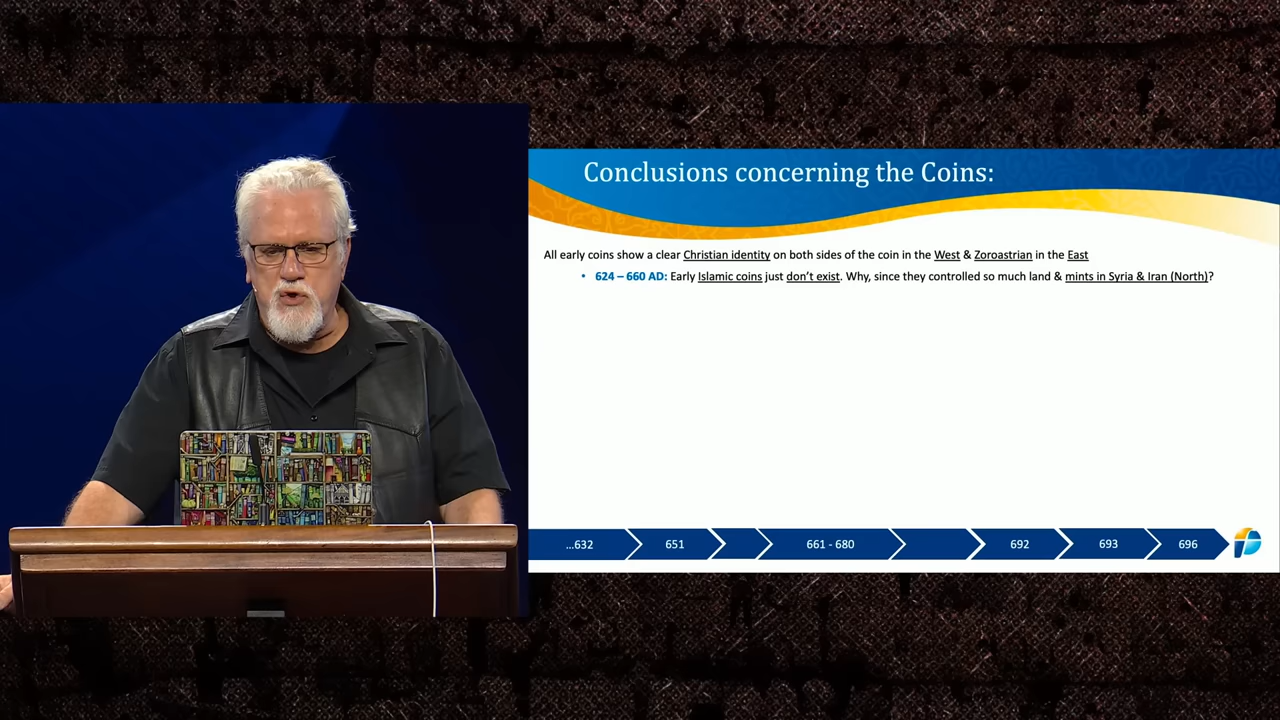 Conclusions concerning the Coins:
All early coins show a clear Christian identity on both sides of the coin in the West & Zoroastrian in the East
• 624 – 660 AD: Early Islamic coins just don't exist. Why, since they controlled so much land & mints in Syria & Iran (North)?
...632 651 661 - 680 692 693 696